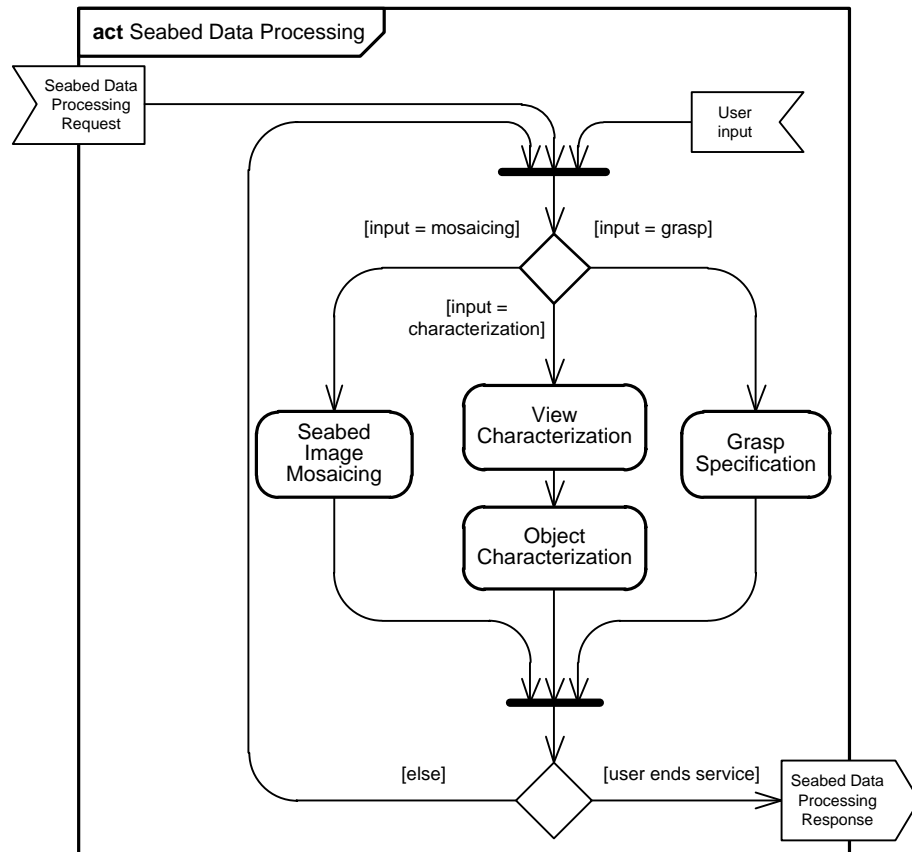 act Seabed Data Processing
Seabed Data
Processing
Request
User
input
[input = mosaicing]
[input = grasp]
[input =
characterization]
View
Characterization
Seabed
Image
Mosaicing
Grasp
Specification
Object
Characterization
[else]
[user ends service]
Seabed Data
Processing
Response